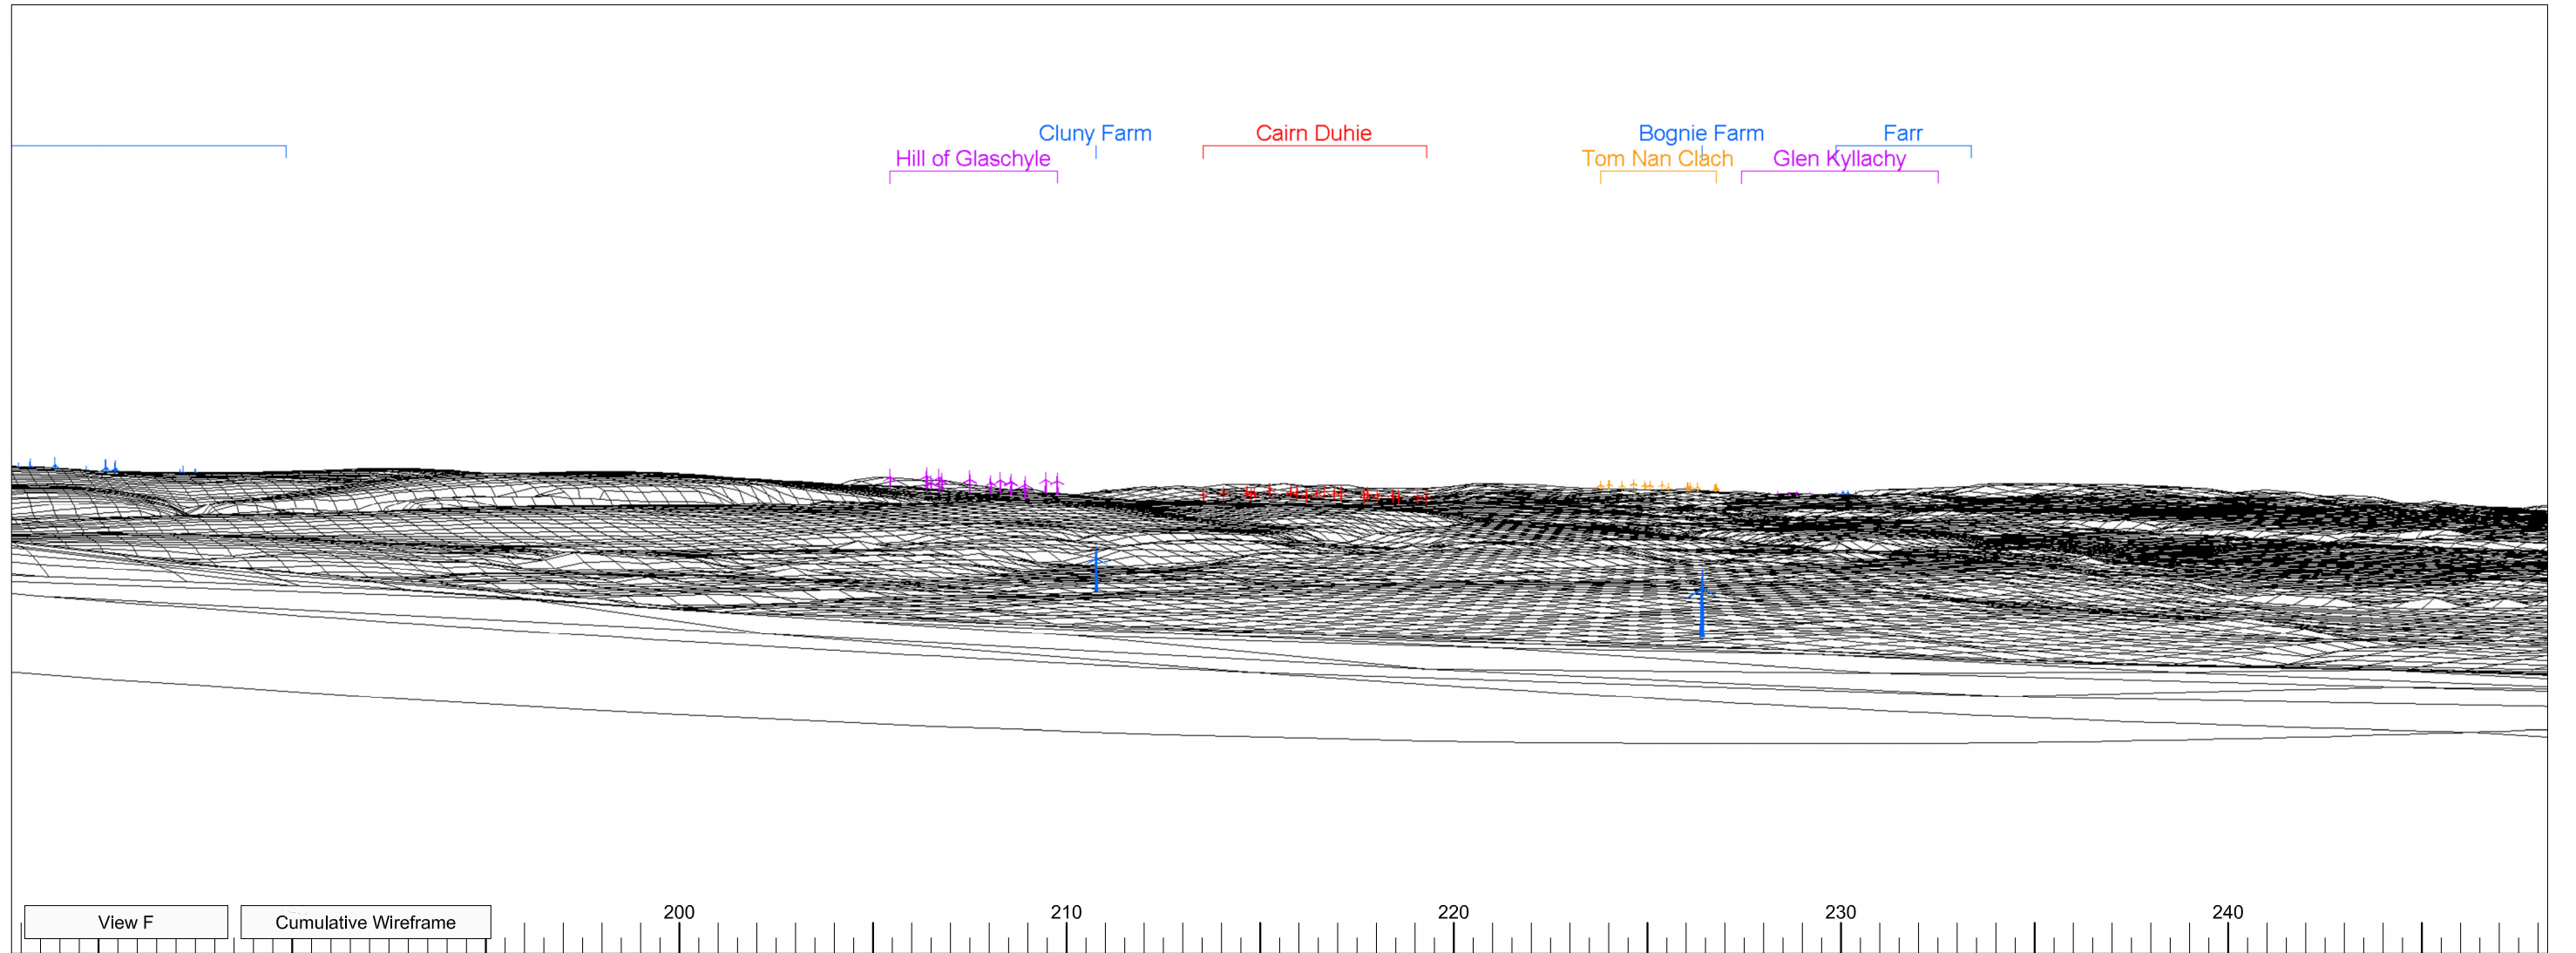 Cluny Farm
Cairn Duhie
Bognie Farm
Farr
Hill of Glaschyle
Tom Nan Clach
Glen Kyllachy
200
210
220
230
240
View F
Cumulative Wireframe